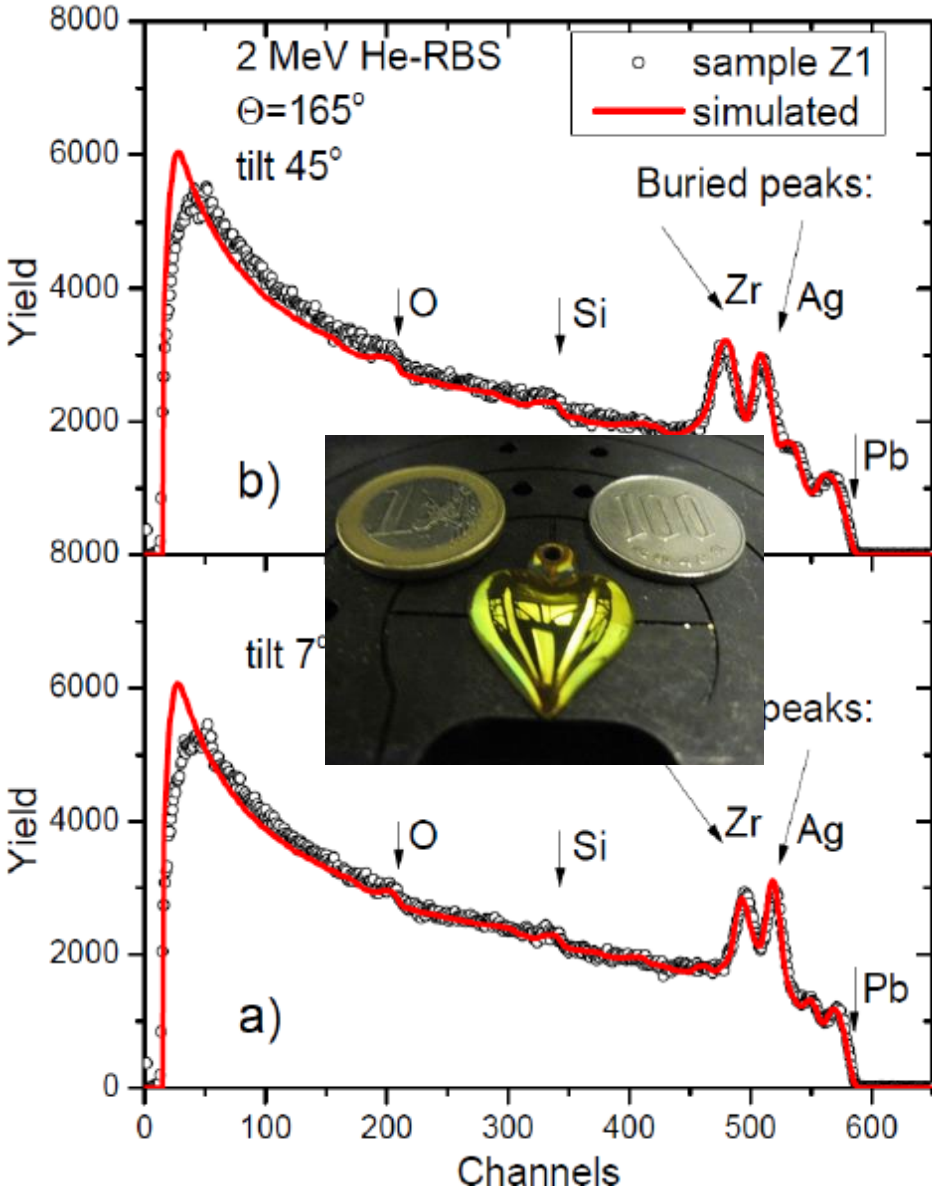 8000
2 MeV He-RBS
Θ=165°
tilt 45°
sample Z1
simulated
Buried peaks:
6000
Zr
Ag
4000
O
Si
Yield
2000
Pb
b)
8000
1
100
tilt 7°
6000
peaks:
Zr
Ag
4000
O
Si
Yield
2000
Pb
a)
0
0 100 200 300 400 500 600
Channels